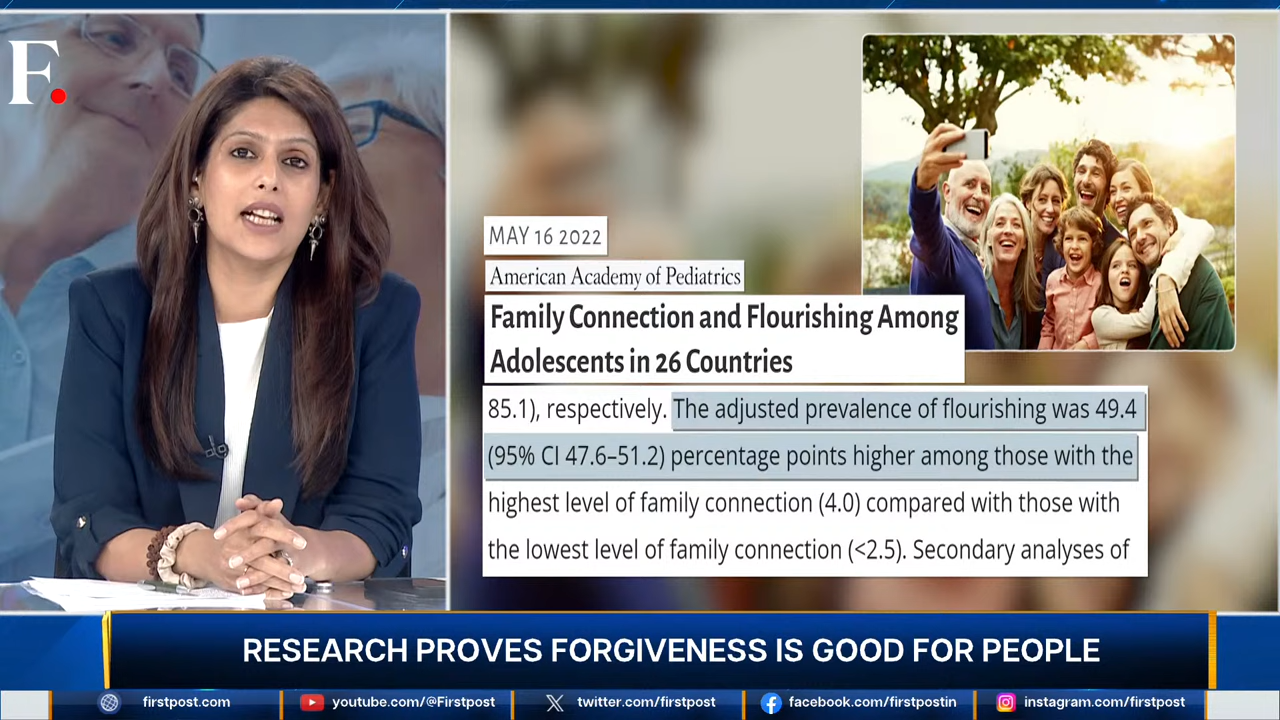 F.
MAY 16 2022
American Academy of Pediatrics
Family Connection and Flourishing Among
Adolescents in 26 Countries
85.1), respectively. The adjusted prevalence of flourishing was 49.4
(95% CI 47.6–51.2) percentage points higher among those with the
highest level of family connection (4.0) compared with those with
the lowest level of family connection (<2.5). Secondary analyses of
RESEARCH PROVES FORGIVENESS IS GOOD FOR PEOPLE
firstpost.com
youtube.com/@Firstpost
twitter.com/firstpost
facebook.com/firstpostin
instagram.com/firstpost